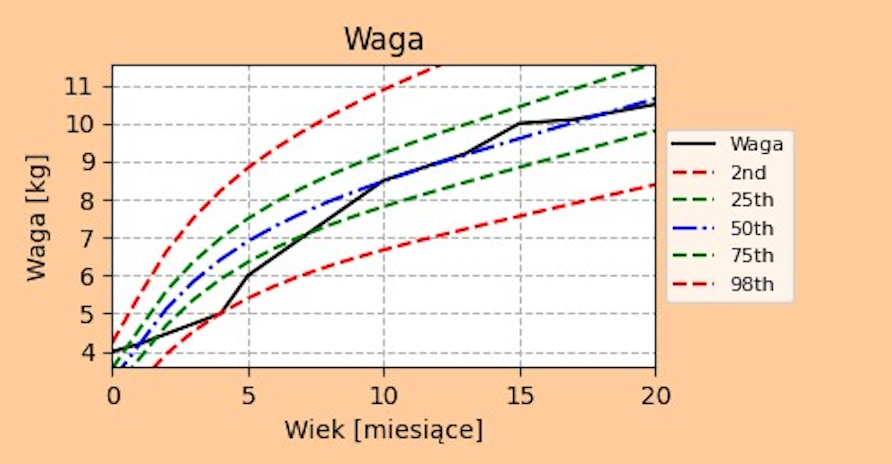 Waga
11
10
9
8
7
6
5
4
Waga [kg]
0 5 10 15 20
Wiek [miesiące]
Waga
2nd
25th
50th
75th
98th